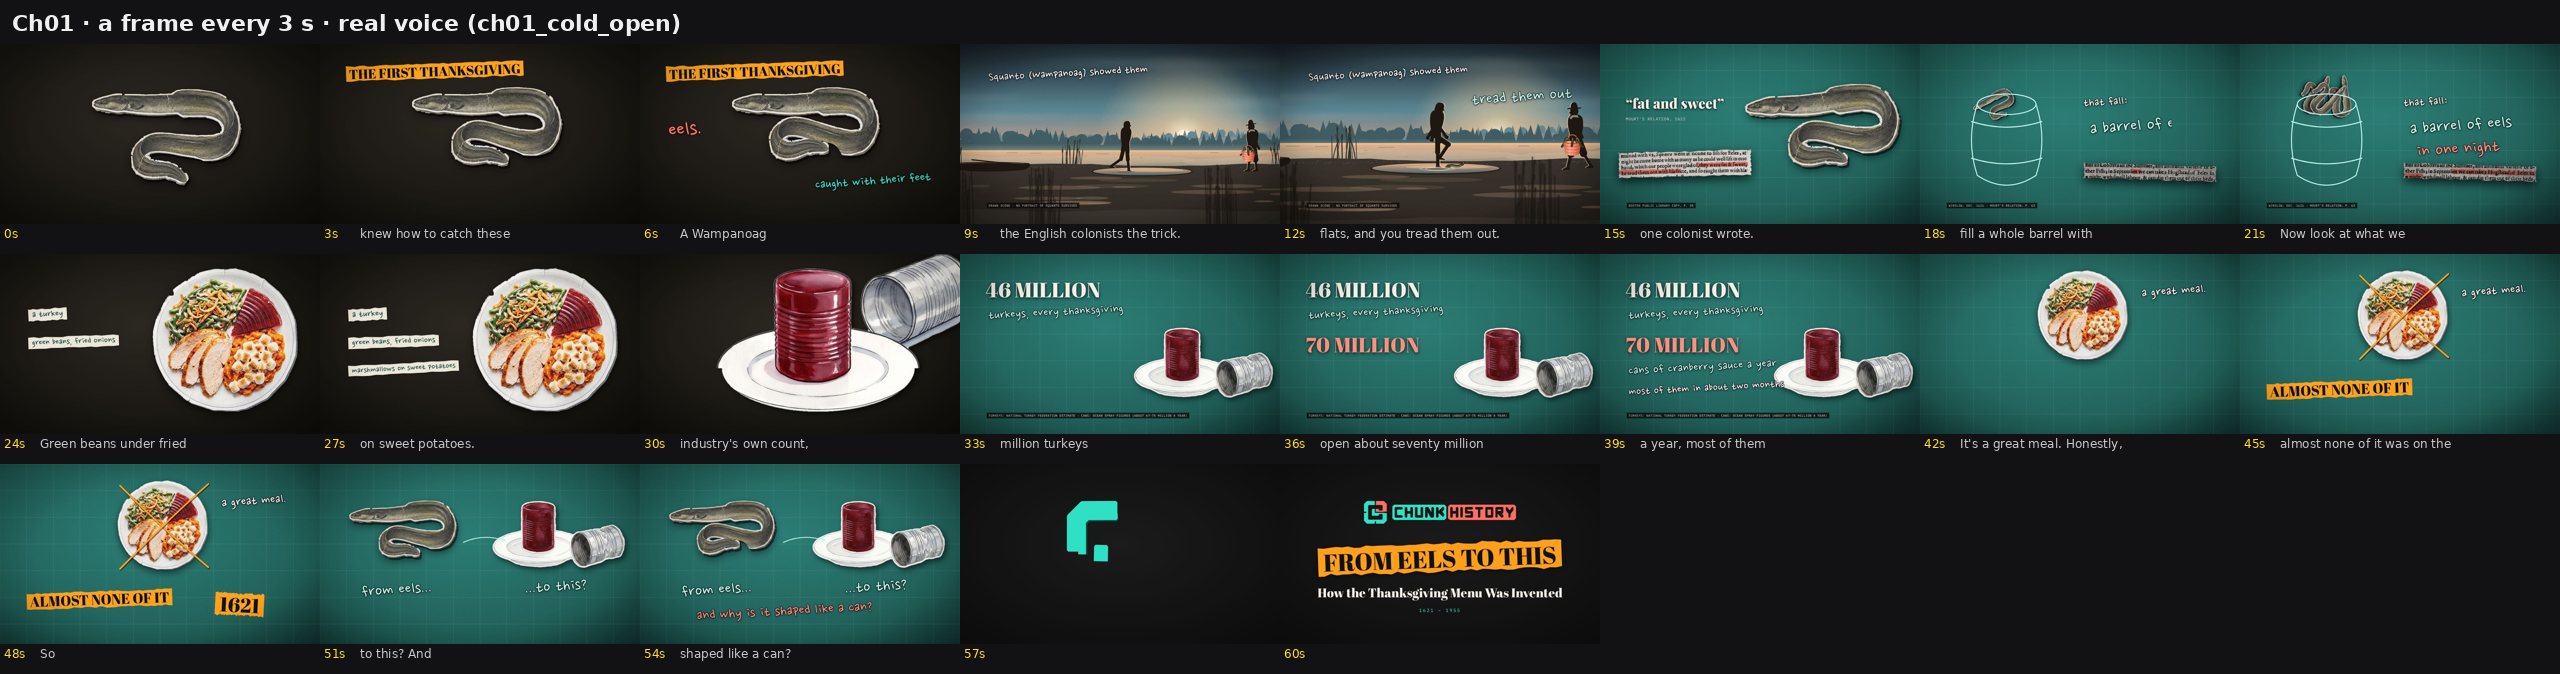 Ch01 · a frame every 3 s · real voice (ch01_cold_open)
THE FIRST THANKSGIVING
THE FIRST THANKSGIVING
eels.
caught with their feet
Squanto (Wampanoag) showed them
Squanto (Wampanoag) showed them
tread them out
“fat and sweet”
MOURT'S RELATION, 1622
that fall:
a barrel of e
that fall:
a barrel of eels
in one night
0s
3s knew how to catch these
6s A Wampanoag
9s the English colonists the trick.
12s flats, and you tread them out.
15s one colonist wrote.
18s fill a whole barrel with
21s Now look at what we
a turkey
green beans, fried onions
a turkey
green beans, fried onions
marshmallows on sweet potatoes
46 MILLION
turkeys, every thanksgiving
46 MILLION
turkeys, every thanksgiving
70 MILLION
46 MILLION
turkeys, every thanksgiving
70 MILLION
cans of cranberry sauce a year
most of them in about two months
a great meal.
a great meal.
ALMOST NONE OF IT
24s Green beans under fried
27s on sweet potatoes.
30s industry's own count,
33s million turkeys
36s open about seventy million
39s a year, most of them
42s It's a great meal. Honestly,
45s almost none of it was on the
a great meal.
ALMOST NONE OF IT
1621
from eels...
...to this?
from eels...
...to this?
and why is it shaped like a can?
CHUNK HISTORY
FROM EELS TO THIS
How the Thanksgiving Menu Was Invented
1621 – 1955
48s So
51s to this? And
54s shaped like a can?
57s
60s